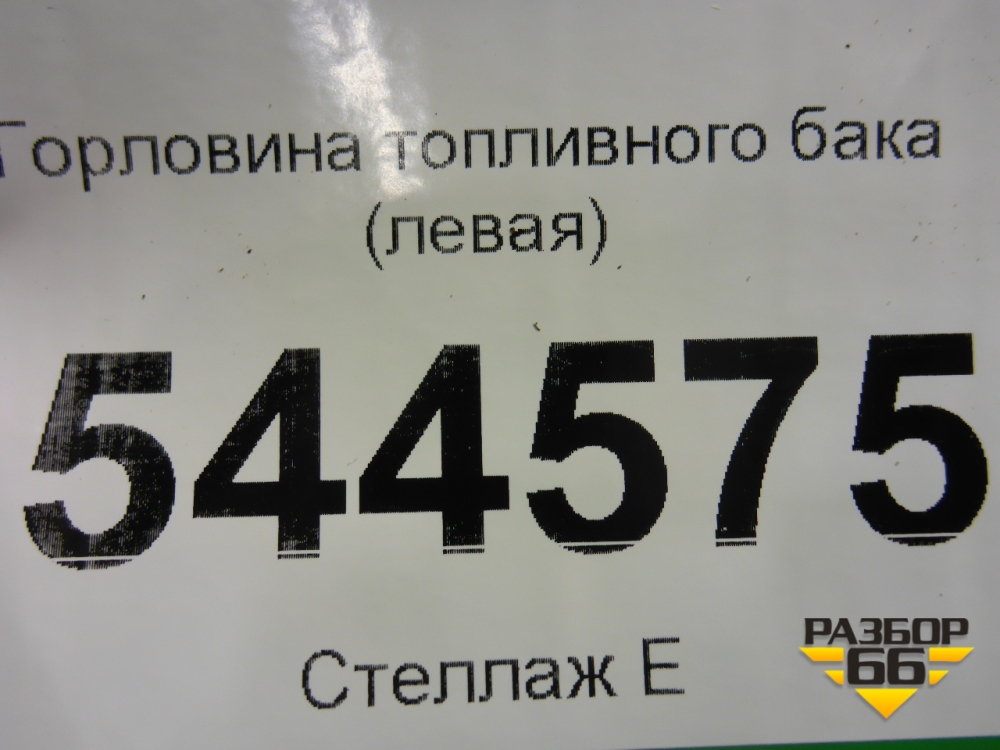 Горловина топливного бака
(левая)
544575
Стеллаж Е
РАЗБОР
66